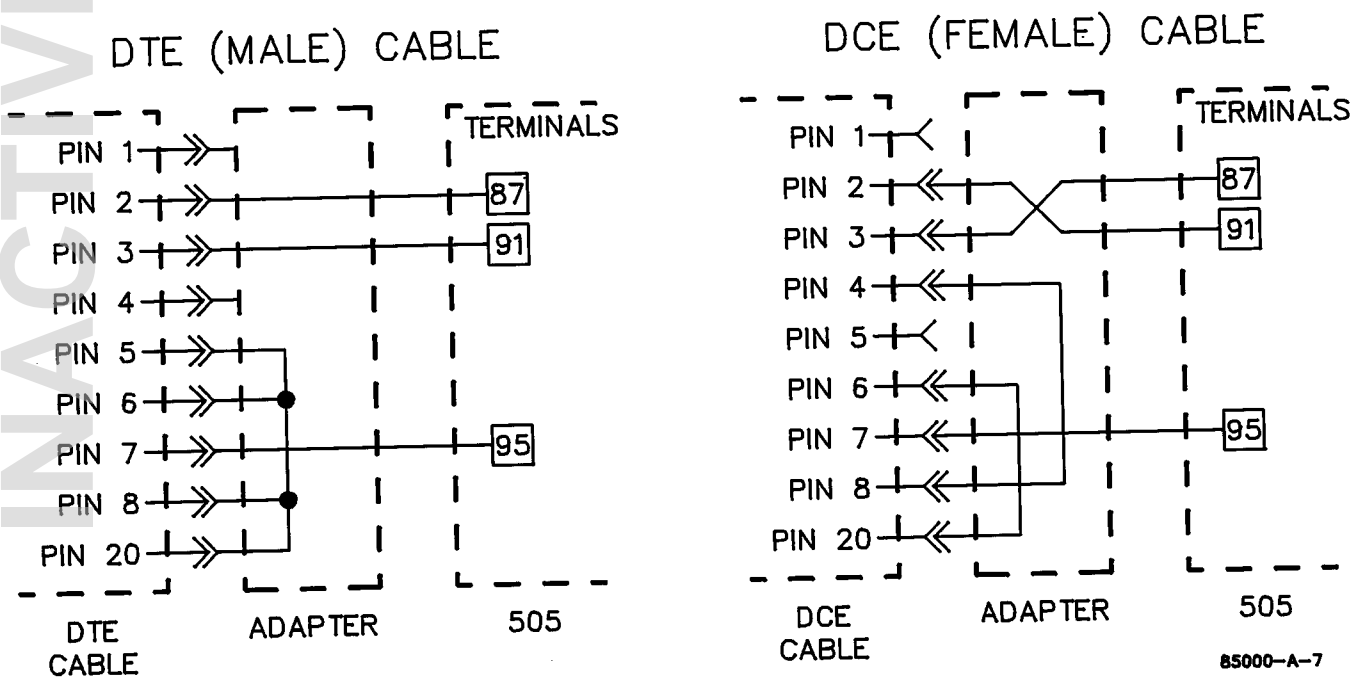 DTE (MALE) CABLE
TERMINALS
PIN 1
PIN 2
87
PIN 3
91
PIN 4
PIN 5
PIN 6
PIN 7
95
PIN 8
PIN 20
DTE
CABLE
ADAPTER
505
DCE (FEMALE) CABLE
TERMINALS
PIN 1
PIN 2
87
PIN 3
91
PIN 4
PIN 5
PIN 6
PIN 7
95
PIN 8
PIN 20
DCE
CABLE
ADAPTER
505
85000-A-7
INACTIV